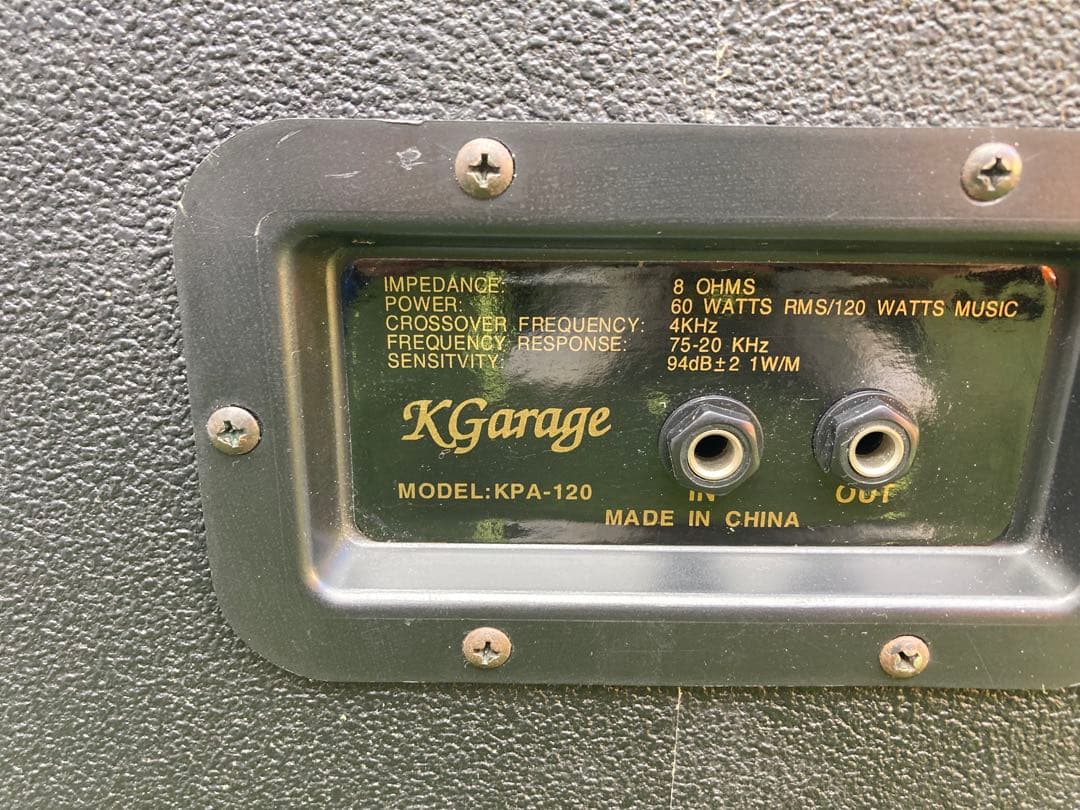 IMPEDANCE: 8 OHMS
POWER: 60 WATTS RMS/120 WATTS MUSIC
CROSSOVER FREQUENCY: 4KHz
FREQUENCY RESPONSE: 75-20 KHz
SENSITVITY: 94dB±2 1W/M
KGarage
MODEL:KPA-120
IN OUT
MADE IN CHINA